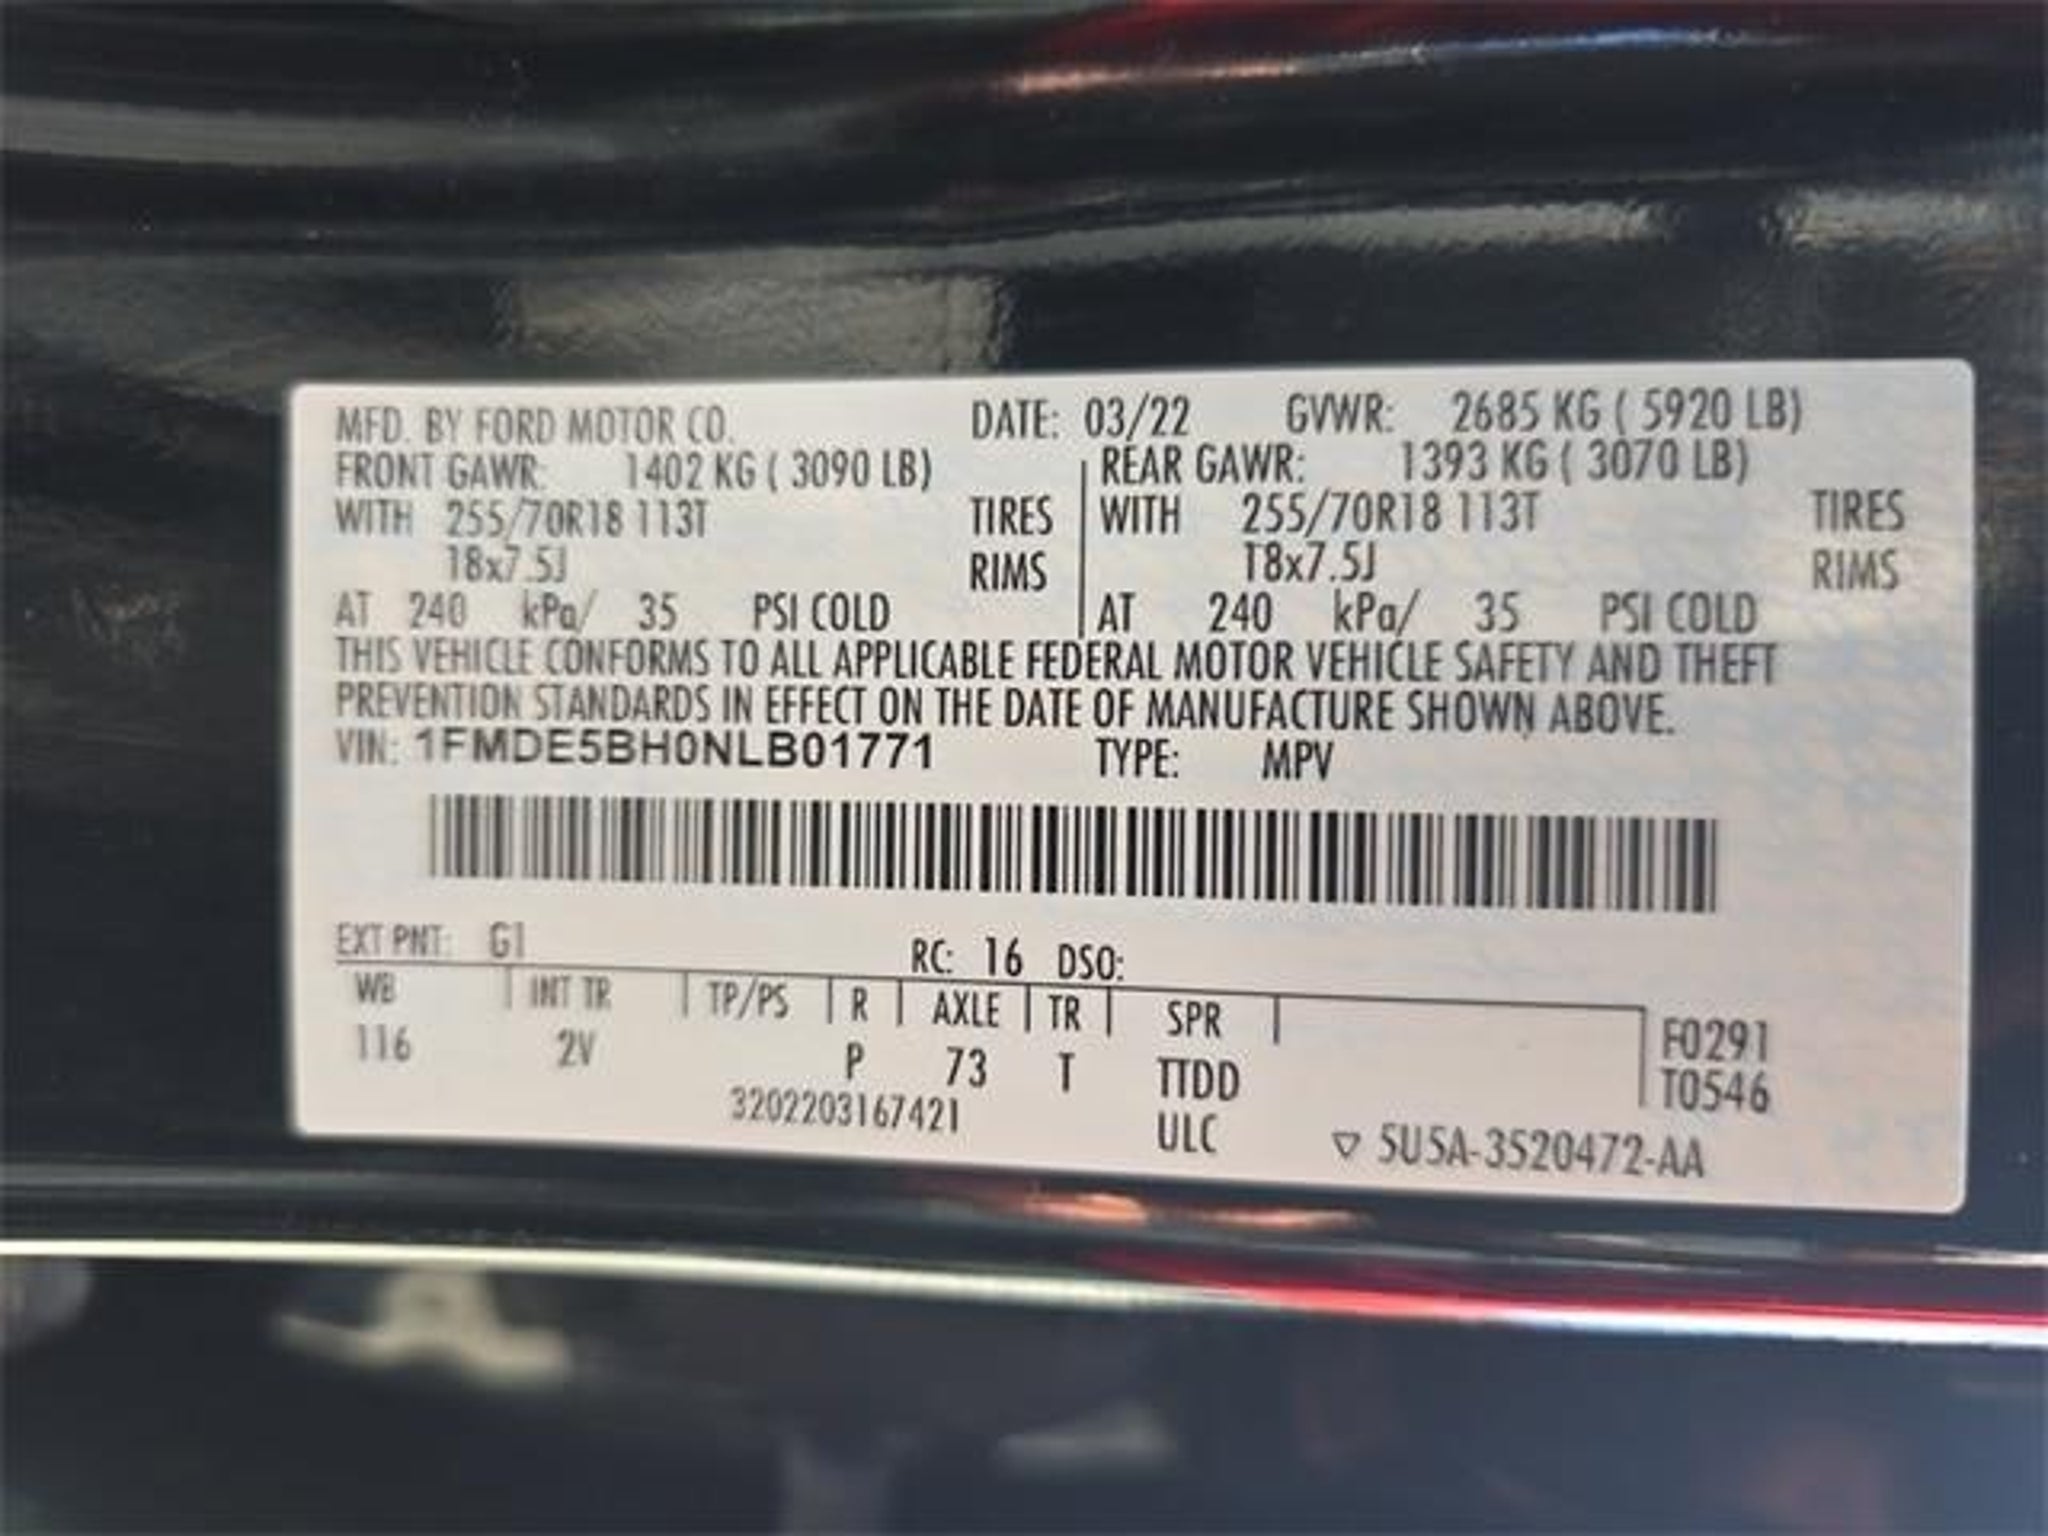 MFD. BY FORD MOTOR CO. DATE: 03/22 GVWR: 2685 KG ( 5920 LB)
FRONT GAWR: 1402 KG ( 3090 LB) REAR GAWR: 1393 KG ( 3070 LB)
WITH 255/70R18 113T TIRES WITH 255/70R18 113T TIRES
18x7.5J RIMS 18x7.5J RIMS
AT 240 kPa/ 35 PSI COLD AT 240 kPa/ 35 PSI COLD
THIS VEHICLE CONFORMS TO ALL APPLICABLE FEDERAL MOTOR VEHICLE SAFETY AND THEFT
PREVENTION STANDARDS IN EFFECT ON THE DATE OF MANUFACTURE SHOWN ABOVE.
VIN: 1FMDE5BH0NLB01771 TYPE: MPV
EXT PNT: G1 RC: 16 DSO:
WB INT TR TP/PS R AXLE TR SPR F0291
116 2V P 73 T TTDD T0546
3202203167421 ULC ▽ 5U5A-3520472-AA